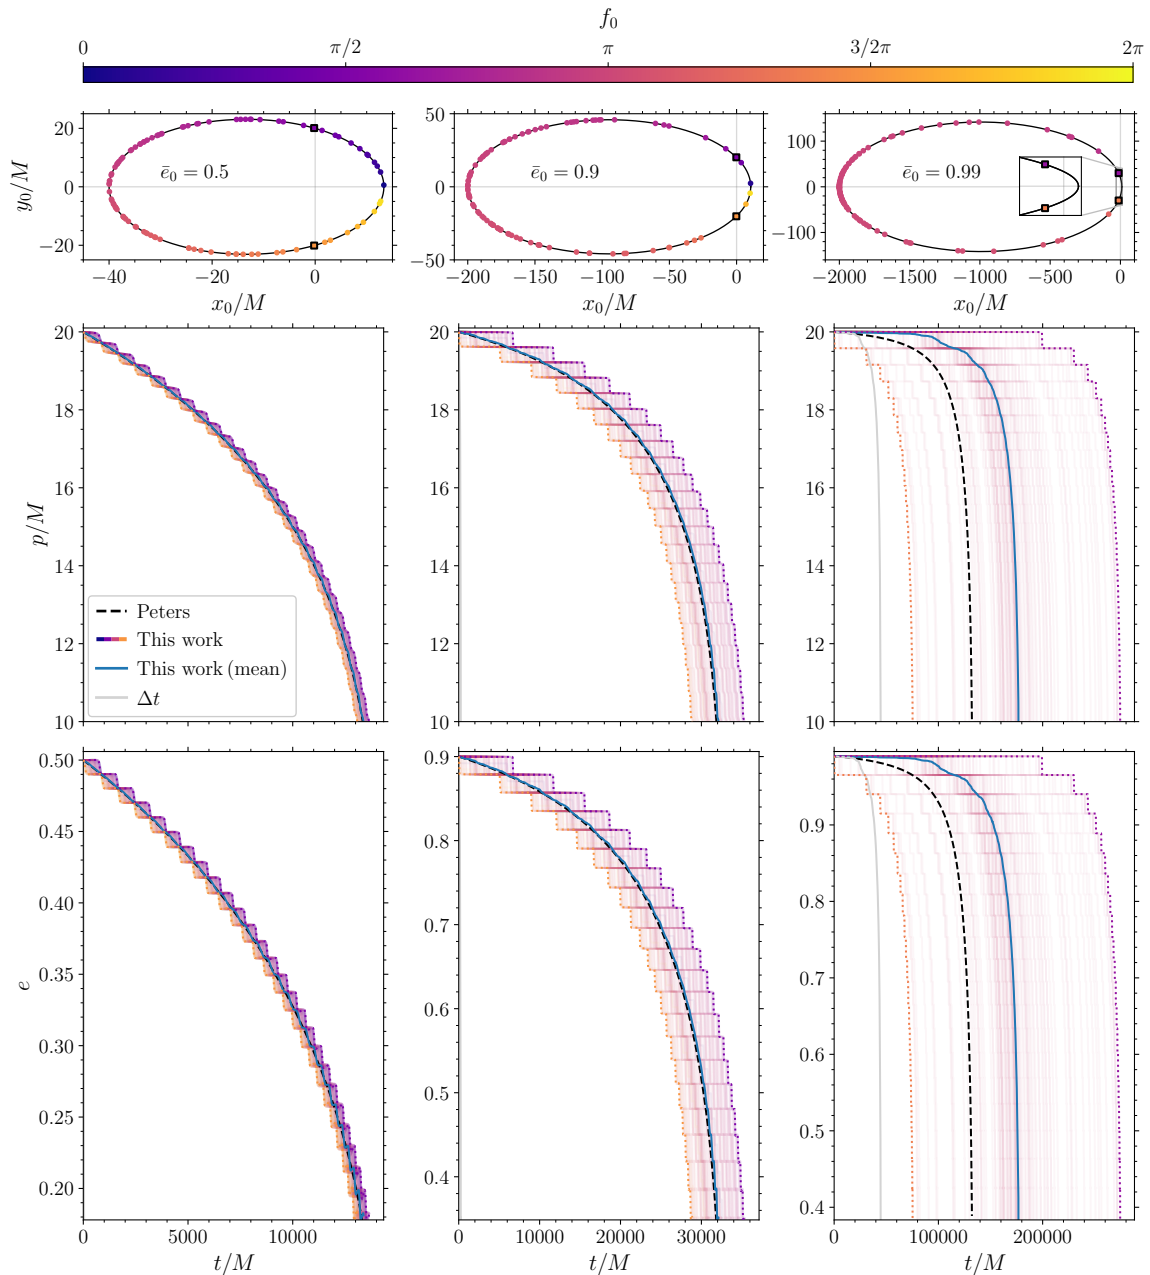 f₀
0 π/2 π 3/2π 2π
y₀/M
20 0 −20
ē₀ = 0.5
−40 −20 0
x₀/M
50 0 −50
ē₀ = 0.9
−200 −150 −100 −50 0
x₀/M
100 0 −100
ē₀ = 0.99
−2000 −1500 −1000 −500 0
x₀/M
p/M
20 18 16 14 12 10
Peters
This work
This work (mean)
Δt
20 18 16 14 12 10
20 18 16 14 12 10
e
0.50 0.45 0.40 0.35 0.30 0.25 0.20
0 5000 10000
t/M
0.9 0.8 0.7 0.6 0.5 0.4
0 10000 20000 30000
t/M
0.9 0.8 0.7 0.6 0.5 0.4
0 100000 200000
t/M